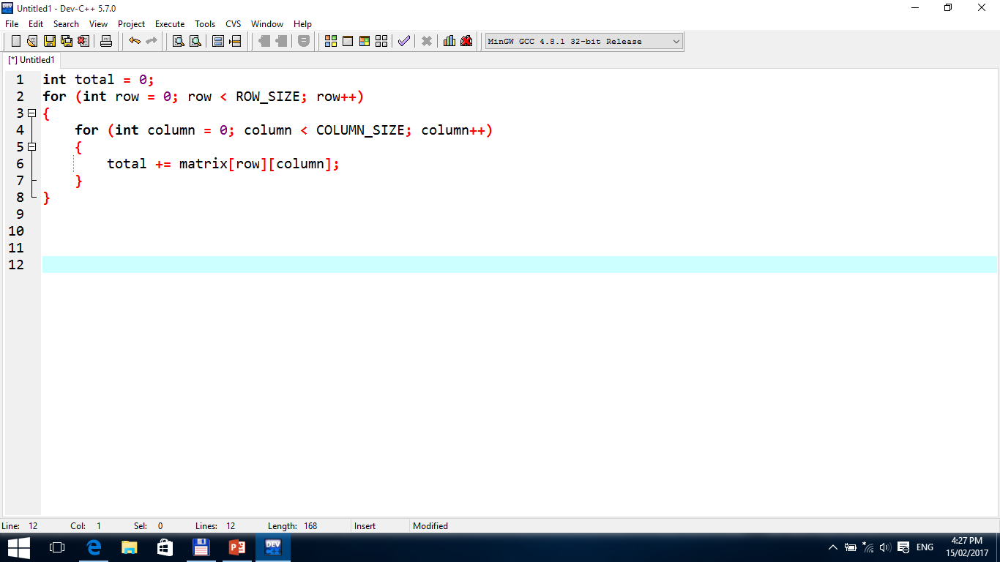 Untitled1 - Dev-C++ 5.7.0
File Edit Search View Project Execute Tools CVS Window Help
MinGW GCC 4.8.1 32-bit Release
[*] Untitled1
1 int total = 0;
2 for (int row = 0; row < ROW_SIZE; row++)
3 {
4 for (int column = 0; column < COLUMN_SIZE; column++)
5 {
6 total += matrix[row][column];
7 }
8 }
9
10
11
12
Line: 12 Col: 1 Sel: 0 Lines: 12 Length: 168 Insert Modified
DEV C++ ENG 4:27 PM
15/02/2017